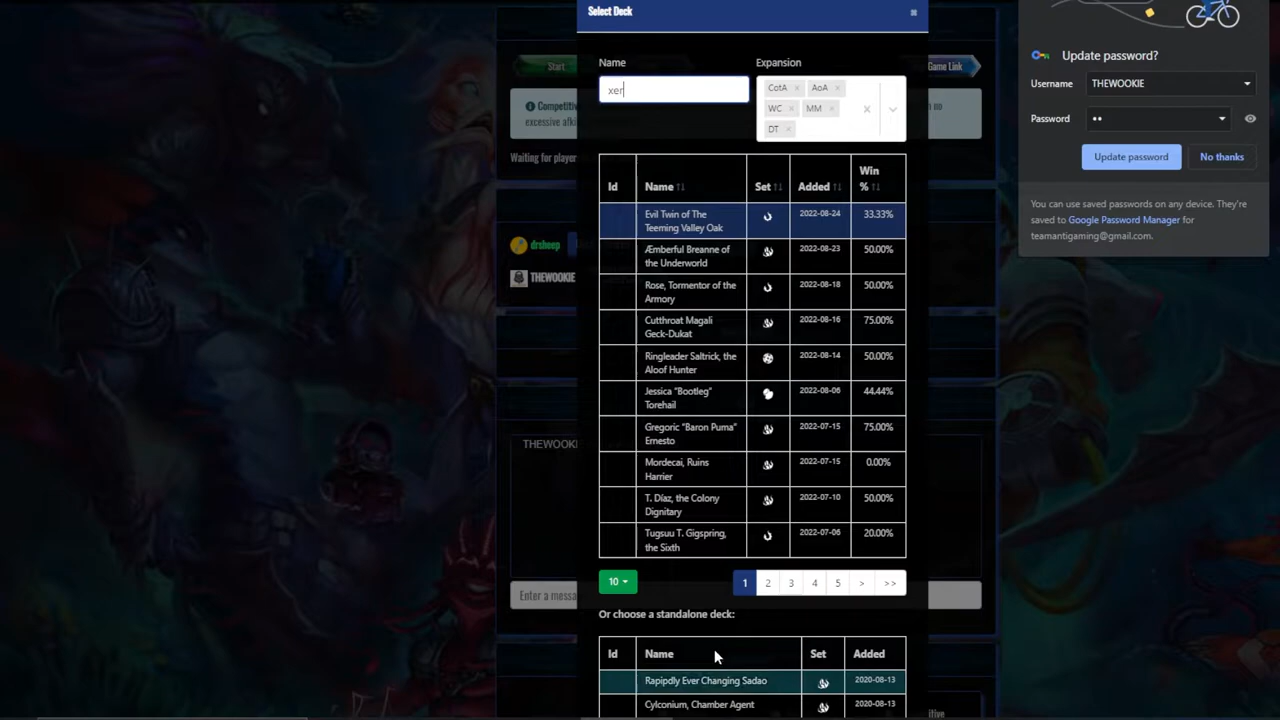 Select Deck
×
Name
Expansion
xer
CotA ×
AoA ×
WC ×
MM ×
DT ×
×
Start
Game Link
Competitiv
up
excessive afki
Waiting for player
drsheep
THEWOOKIE
THEWOOKI
Enter a messa
Id
Name
Set
Added
Win
%
Evil Twin of The
Teeming Valley Oak
2022-08-24
33.33%
Æmberful Breanne of
the Underworld
2022-08-23
50.00%
Rose, Tormentor of the
Armory
2022-08-18
50.00%
Cutthroat Magali
Geck-Dukat
2022-08-16
75.00%
Ringleader Saltrick, the
Aloof Hunter
2022-08-14
50.00%
Jessica “Bootleg”
Torehail
2022-08-06
44.44%
Gregoric “Baron Puma”
Ernesto
2022-07-15
75.00%
Mordecai, Ruins
Harrier
2022-07-15
0.00%
T. Díaz, the Colony
Dignitary
2022-07-10
50.00%
Tugsuu T. Gigspring,
the Sixth
2022-07-06
20.00%
10
1 2 3 4 5 > >>
Or choose a standalone deck:
Id
Name
Set
Added
Rapipdly Ever Changing Sadao
2020-08-13
Cylconium, Chamber Agent
2020-08-13
itive
Update password?
Username
THEWOOKIE
Password
••
Update password
No thanks
You can use saved passwords on any device. They're
saved to Google Password Manager for
teamantigaming@gmail.com.